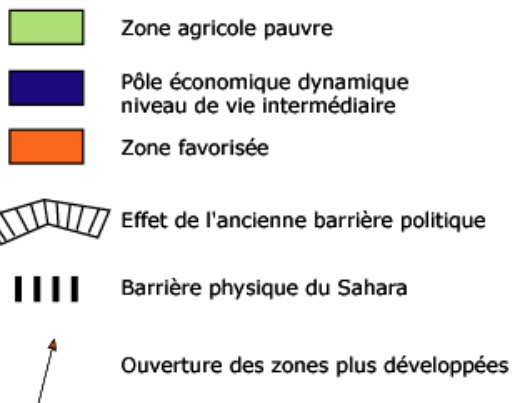 Zone agricole pauvre
Pôle économique dynamique
niveau de vie intermédiaire
Zone favorisée
Effet de l'ancienne barrière politique
Barrière physique du Sahara
Ouverture des zones plus développées